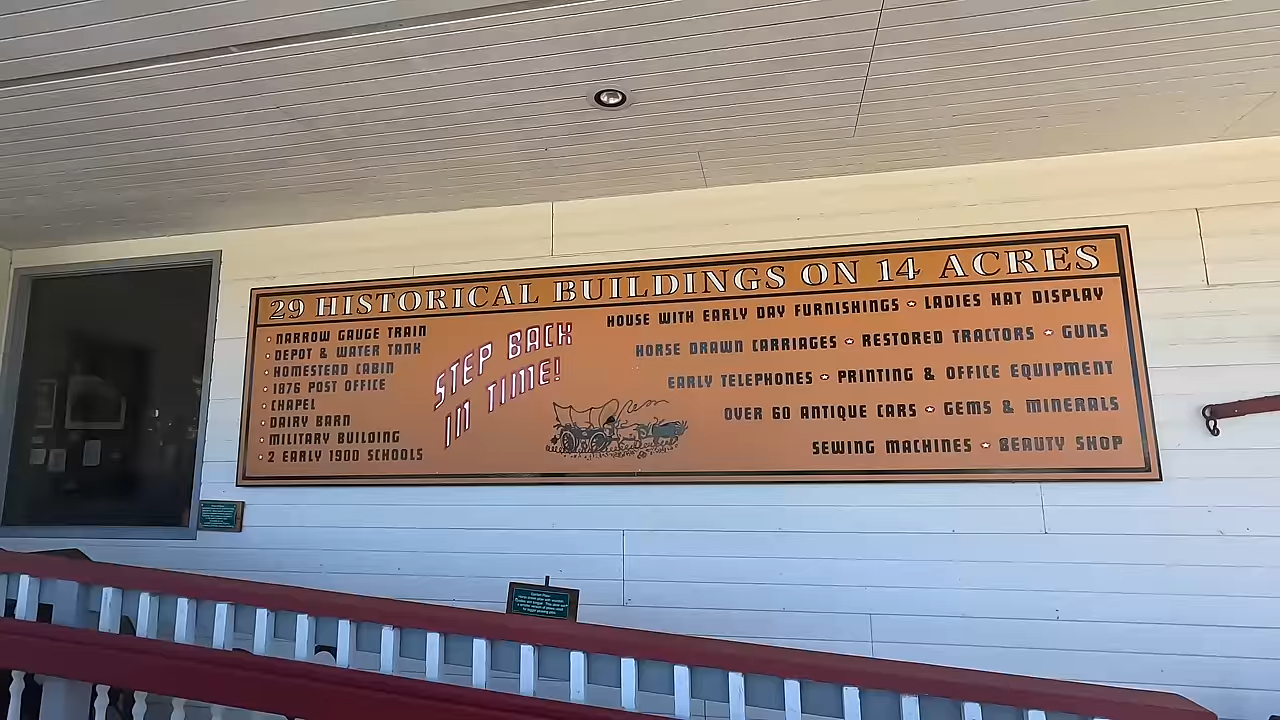 29 HISTORICAL BUILDINGS ON 14 ACRES
NARROW GAUGE TRAIN
DEPOT & WATER TANK
HOMESTEAD CABIN
1876 POST OFFICE
CHAPEL
DAIRY BARN
MILITARY BUILDING
2 EARLY 1900 SCHOOLS
STEP BACK
IN TIME!
HOUSE WITH EARLY DAY FURNISHINGS LADIES HAT DISPLAY
HORSE DRAWN CARRIAGES RESTORED TRACTORS GUNS
EARLY TELEPHONES PRINTING & OFFICE EQUIPMENT
OVER 60 ANTIQUE CARS GEMS & MINERALS
SEWING MACHINES BEAUTY SHOP